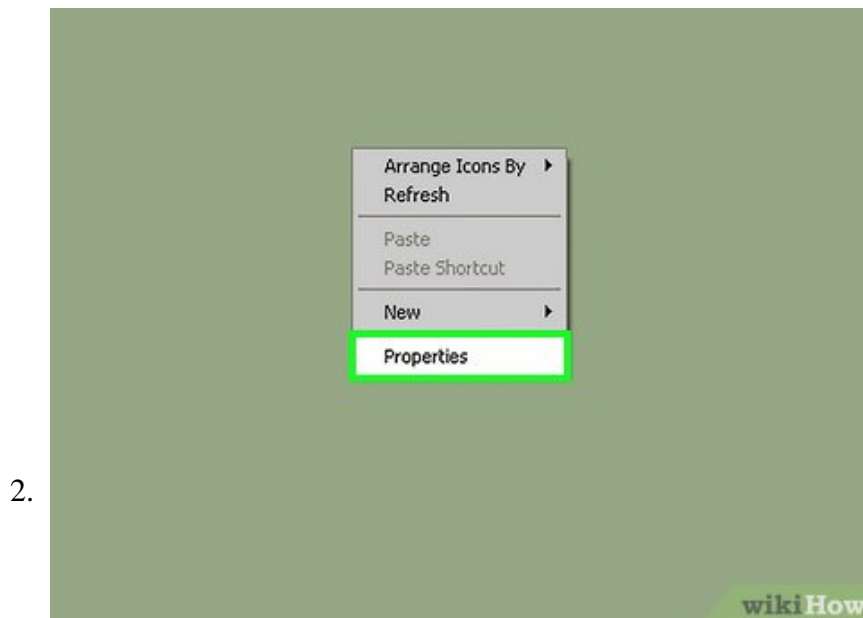 Arrange Icons By
Refresh
Paste
Paste Shortcut
New
Properties
2.
wikiHow